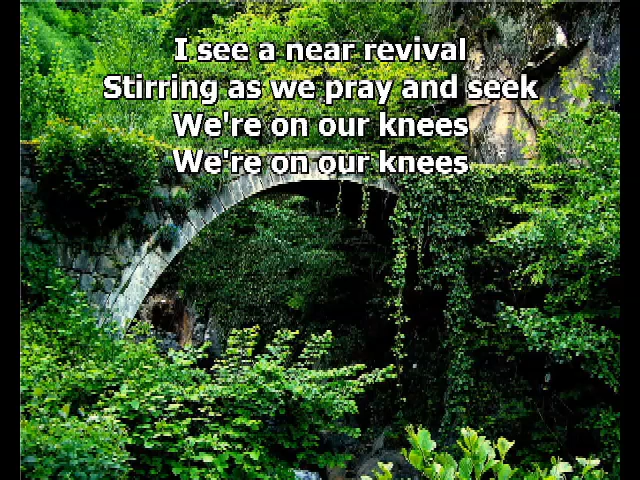 I see a near revival
Stirring as we pray and seek
We're on our knees
We're on our knees